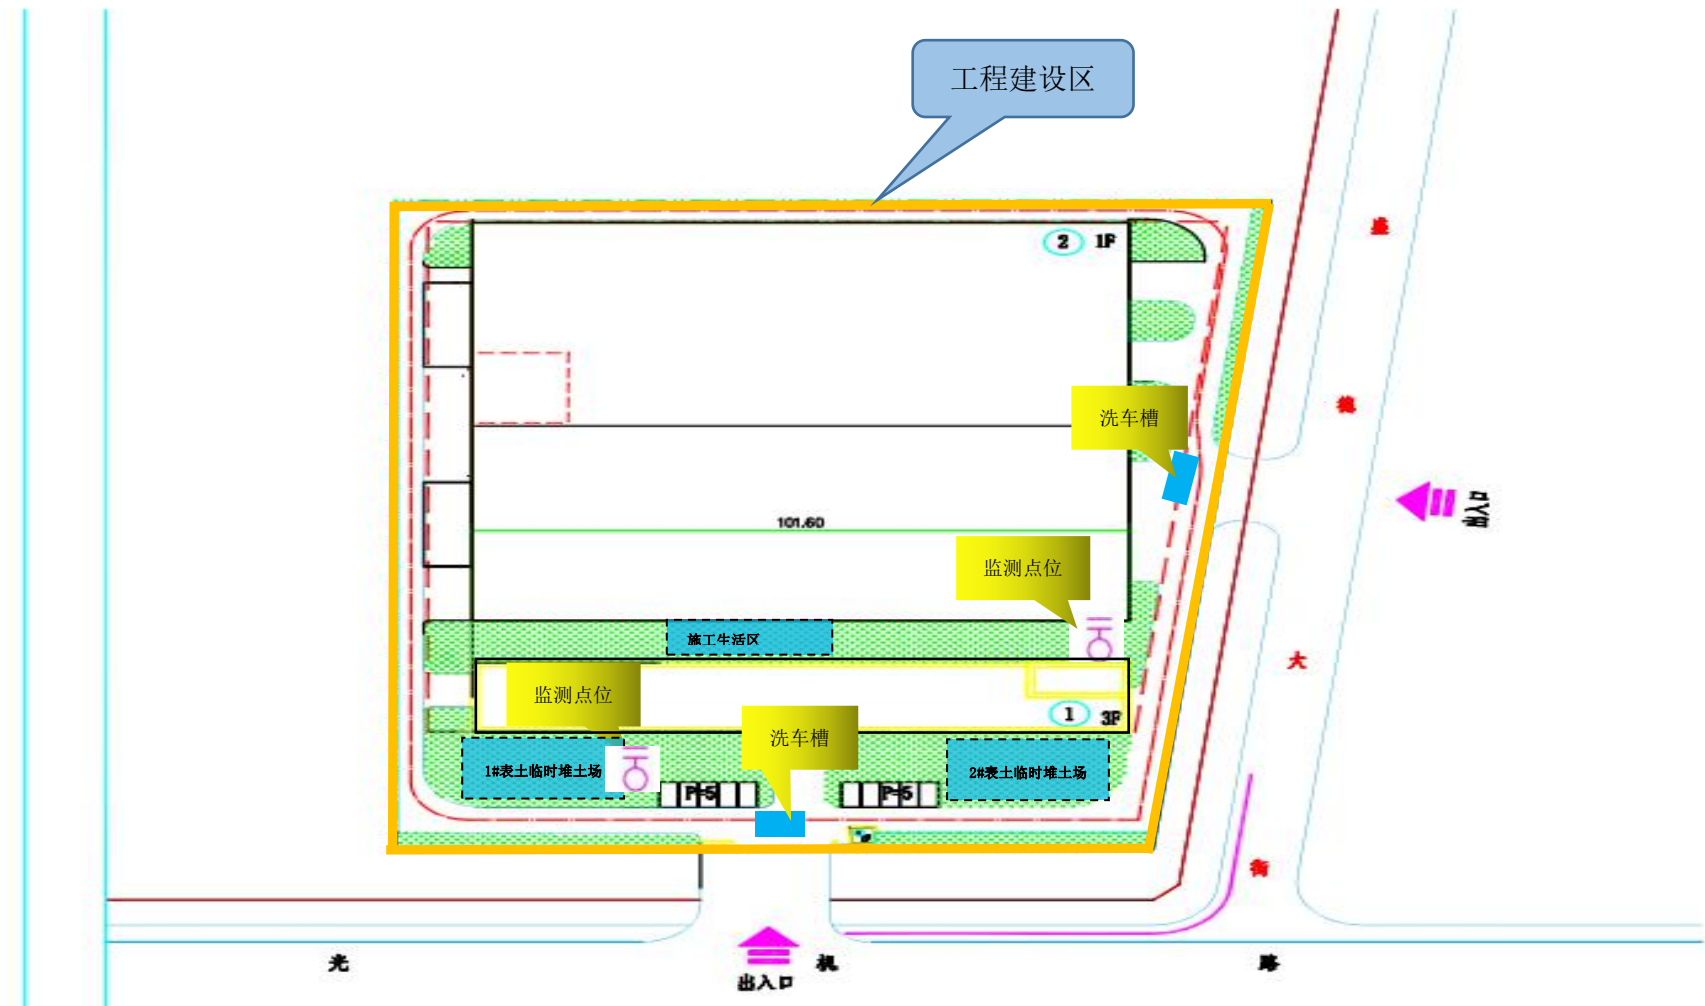 工程建设区
盛
2 1F
德
洗车槽
出入口
101.60
监测点位
施工生活区
大
监测点位
1 3F
洗车槽
1#表土临时堆土场
2#表土临时堆土场
P=5
P=5
街
光
机
路
出入口